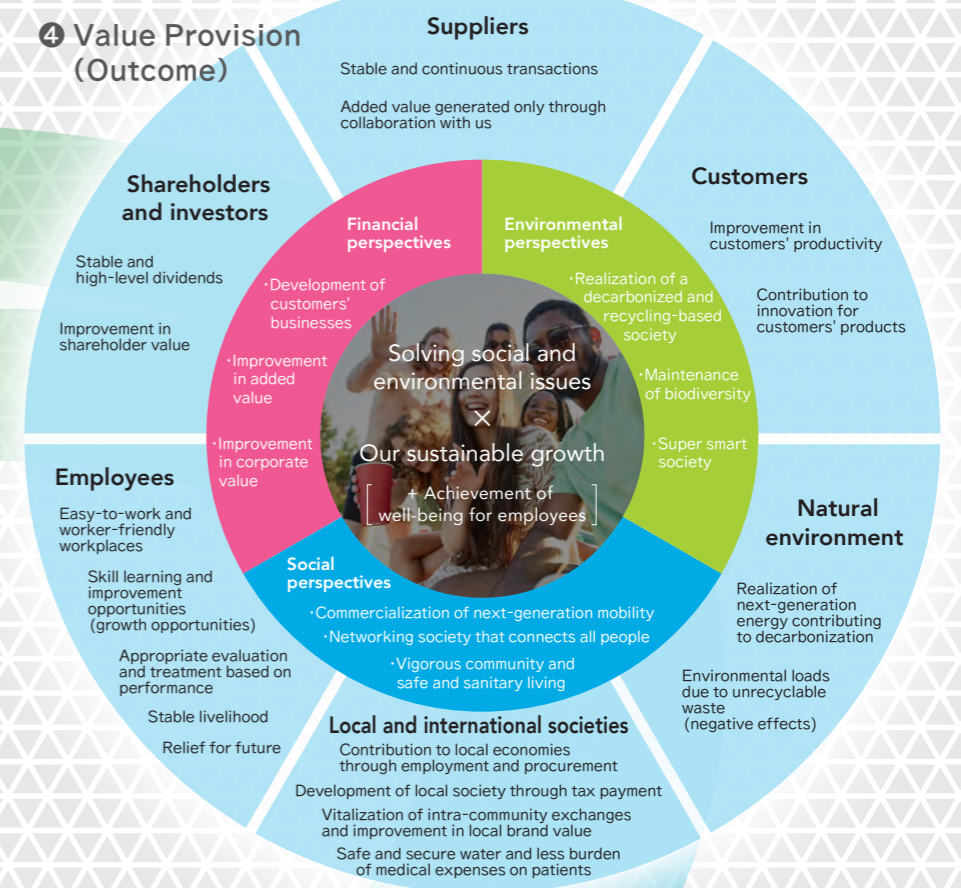 ❹ Value Provision
(Outcome)
Suppliers
Stable and continuous transactions
Added value generated only through
collaboration with us
Customers
Improvement in
customers' productivity
Contribution to
innovation for
customers' products
Natural
environment
Realization of
next-generation
energy contributing
to decarbonization
Environmental loads
due to unrecyclable
waste
(negative effects)
Local and international societies
Contribution to local economies
through employment and procurement
Development of local society through tax payment
Vitalization of intra-community exchanges
and improvement in local brand value
Safe and secure water and less burden
of medical expenses on patients
Employees
Easy-to-work and
worker-friendly
workplaces
Skill learning and
improvement
opportunities
(growth opportunities)
Appropriate evaluation
and treatment based on
performance
Stable livelihood
Relief for future
Shareholders
and investors
Stable and
high-level dividends
Improvement in
shareholder value
Financial
perspectives
·Development of
customers'
businesses
·Improvement
in added
value
·Improvement
in corporate
value
Environmental
perspectives
·Realization of a
decarbonized and
recycling-based
society
·Maintenance
of biodiversity
·Super smart
society
Social
perspectives
·Commercialization of next-generation mobility
·Networking society that connects all people
·Vigorous community and
safe and sanitary living
Solving social and
environmental issues
×
Our sustainable growth
[ + Achievement of
well-being for employees ]